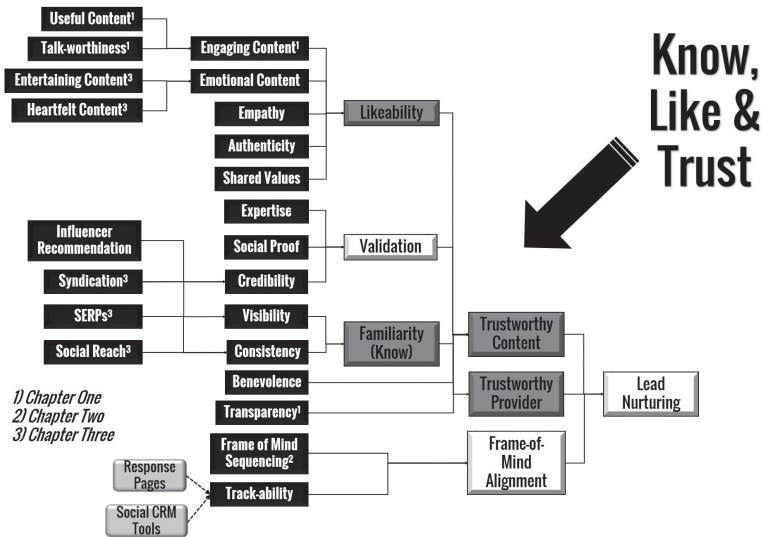 Know,
Like &
Trust
Useful Content¹
Talk-worthiness¹
Entertaining Content³
Heartfelt Content³
Engaging Content¹
Emotional Content
Empathy
Authenticity
Shared Values
Likeability
Influencer
Recommendation
Syndication³
SERPs³
Social Reach³
Expertise
Social Proof
Credibility
Visibility
Consistency
Benevolence
Transparency¹
Validation
Familiarity
(Know)
Trustworthy
Content
Trustworthy
Provider
Lead
Nurturing
Frame of Mind
Sequencing²
Track-ability
Frame-of-
Mind
Alignment
Response
Pages
Social CRM
Tools
1) Chapter One
2) Chapter Two
3) Chapter Three